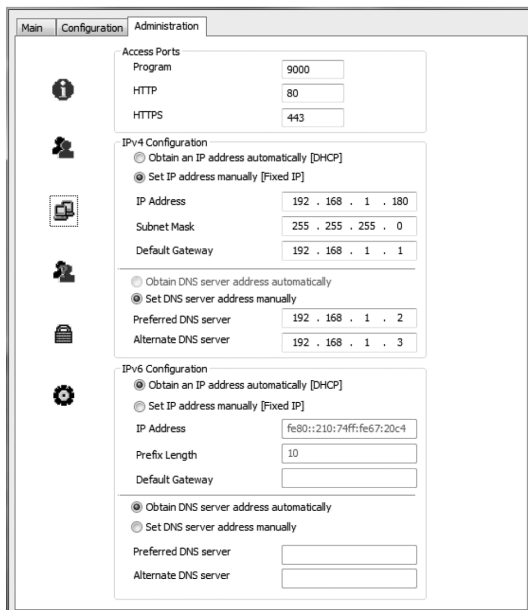 Main Configuration Administration
Access Ports
Program 9000
HTTP 80
HTTPS 443
IPv4 Configuration
Obtain an IP address automatically [DHCP]
Set IP address manually [Fixed IP]
IP Address 192 . 168 . 1 . 180
Subnet Mask 255 . 255 . 255 . 0
Default Gateway 192 . 168 . 1 . 1
Obtain DNS server address automatically
Set DNS server address manually
Preferred DNS server 192 . 168 . 1 . 2
Alternate DNS server 192 . 168 . 1 . 3
IPv6 Configuration
Obtain an IP address automatically [DHCP]
Set IP address manually [Fixed IP]
IP Address fe80::210:74ff:fe67:20c4
Prefix Length 10
Default Gateway
Obtain DNS server address automatically
Set DNS server address manually
Preferred DNS server
Alternate DNS server